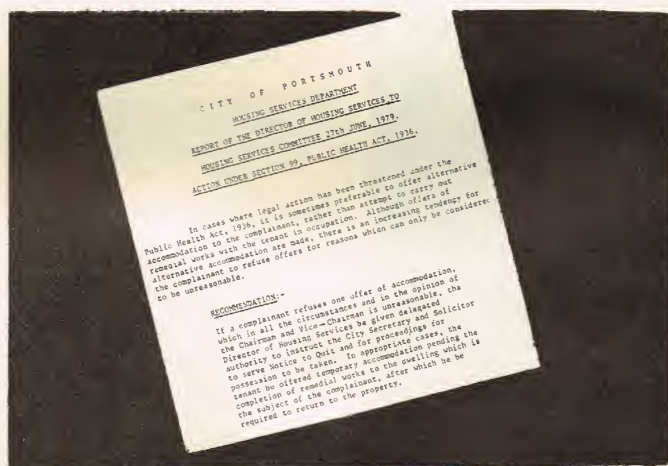 CITY OF PORTSMOUTH
HOUSING SERVICES DEPARTMENT
REPORT OF THE DIRECTOR OF HOUSING SERVICES TO
HOUSING SERVICES COMMITTEE 27th JUNE, 1979.
ACTION UNDER SECTION 99, PUBLIC HEALTH ACT, 1936.
In cases where legal action has been threatened under the
Public Health Act, 1936, it is sometimes preferable to offer alternative
accommodation to the complainant, rather than attempt to carry out
remedial works with the tenant in occupation. Although offers of
alternative accommodation are made, there is an increasing tendency for
the complainant to refuse offers for reasons which can only be considered
to be unreasonable.
RECOMMENDATION:-
If a complainant refuses one offer of accommodation,
which in all the circumstances and in the opinion of
the Chairman and Vice-Chairman is unreasonable, the
Director of Housing Services be given delegated
authority to instruct the City Secretary and Solicitor
to serve Notice to Quit and for proceedings for
possession to be taken. In appropriate cases, the
tenant be offered temporary accommodation pending the
completion of remedial works to the dwelling which is
the subject of the complainant, after which he be
required to return to the property.